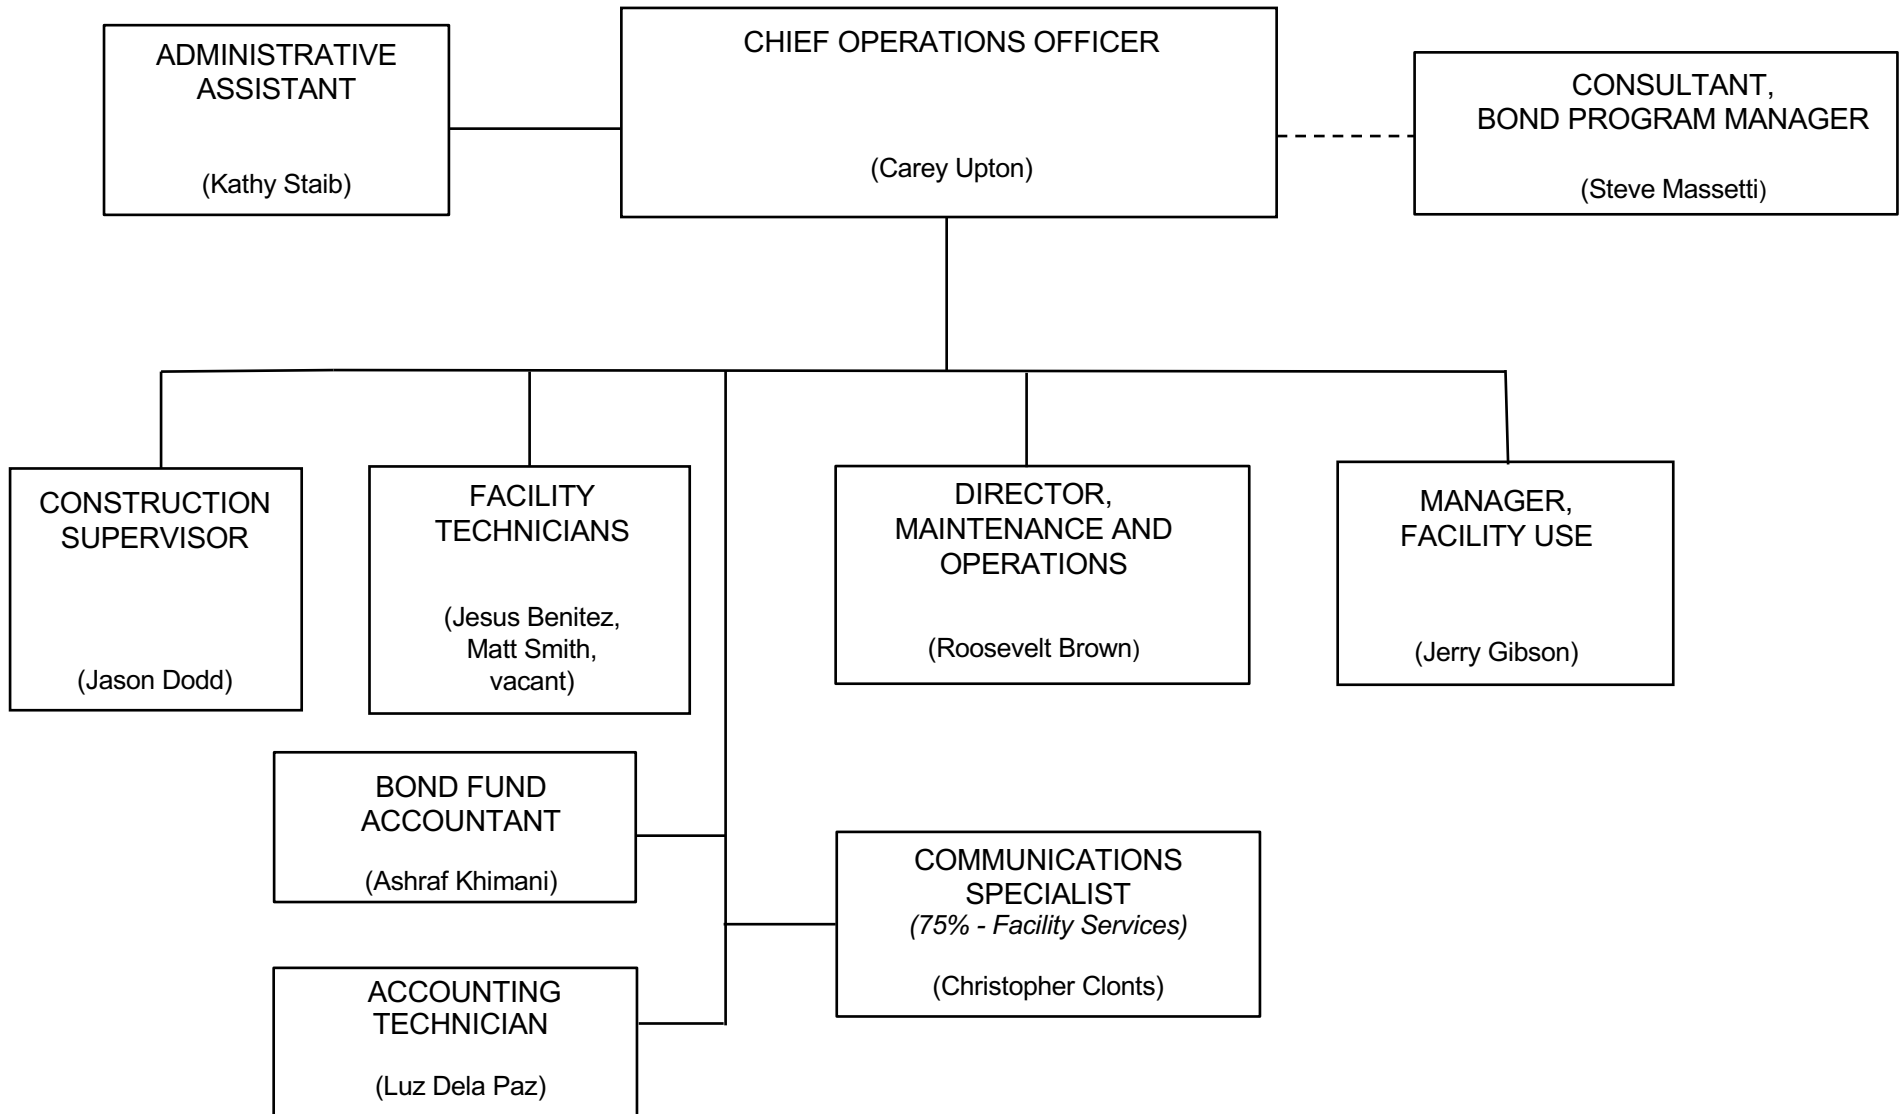 ADMINISTRATIVE
ASSISTANT
(Kathy Staib)
CHIEF OPERATIONS OFFICER
(Carey Upton)
CONSULTANT,
BOND PROGRAM MANAGER
(Steve Massetti)
CONSTRUCTION
SUPERVISOR
(Jason Dodd)
FACILITY
TECHNICIANS
(Jesus Benitez,
Matt Smith,
vacant)
DIRECTOR,
MAINTENANCE AND
OPERATIONS
(Roosevelt Brown)
MANAGER,
FACILITY USE
(Jerry Gibson)
BOND FUND
ACCOUNTANT
(Ashraf Khimani)
COMMUNICATIONS
SPECIALIST
(75% - Facility Services)
(Christopher Clonts)
ACCOUNTING
TECHNICIAN
(Luz Dela Paz)